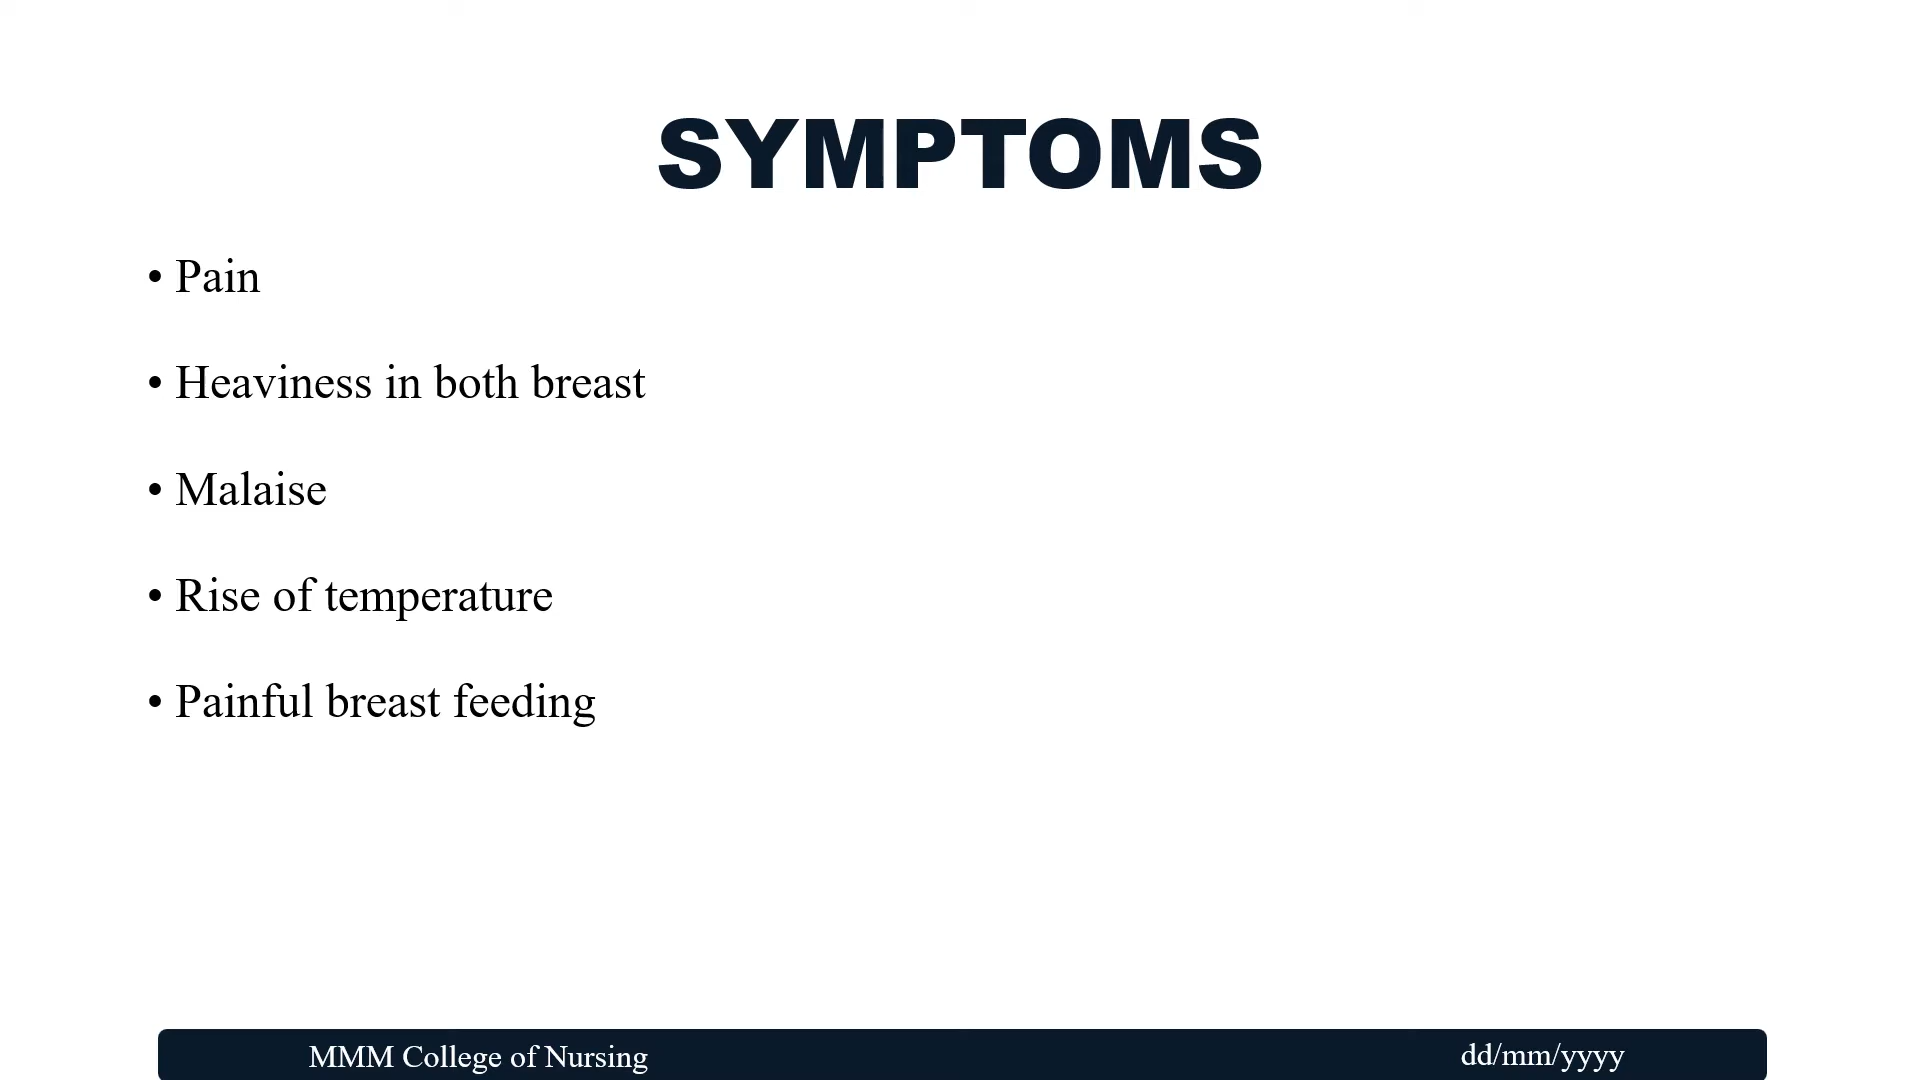 SYMPTOMS
• Pain
• Heaviness in both breast
• Malaise
• Rise of temperature
• Painful breast feeding
MMM College of Nursing
dd/mm/yyyy